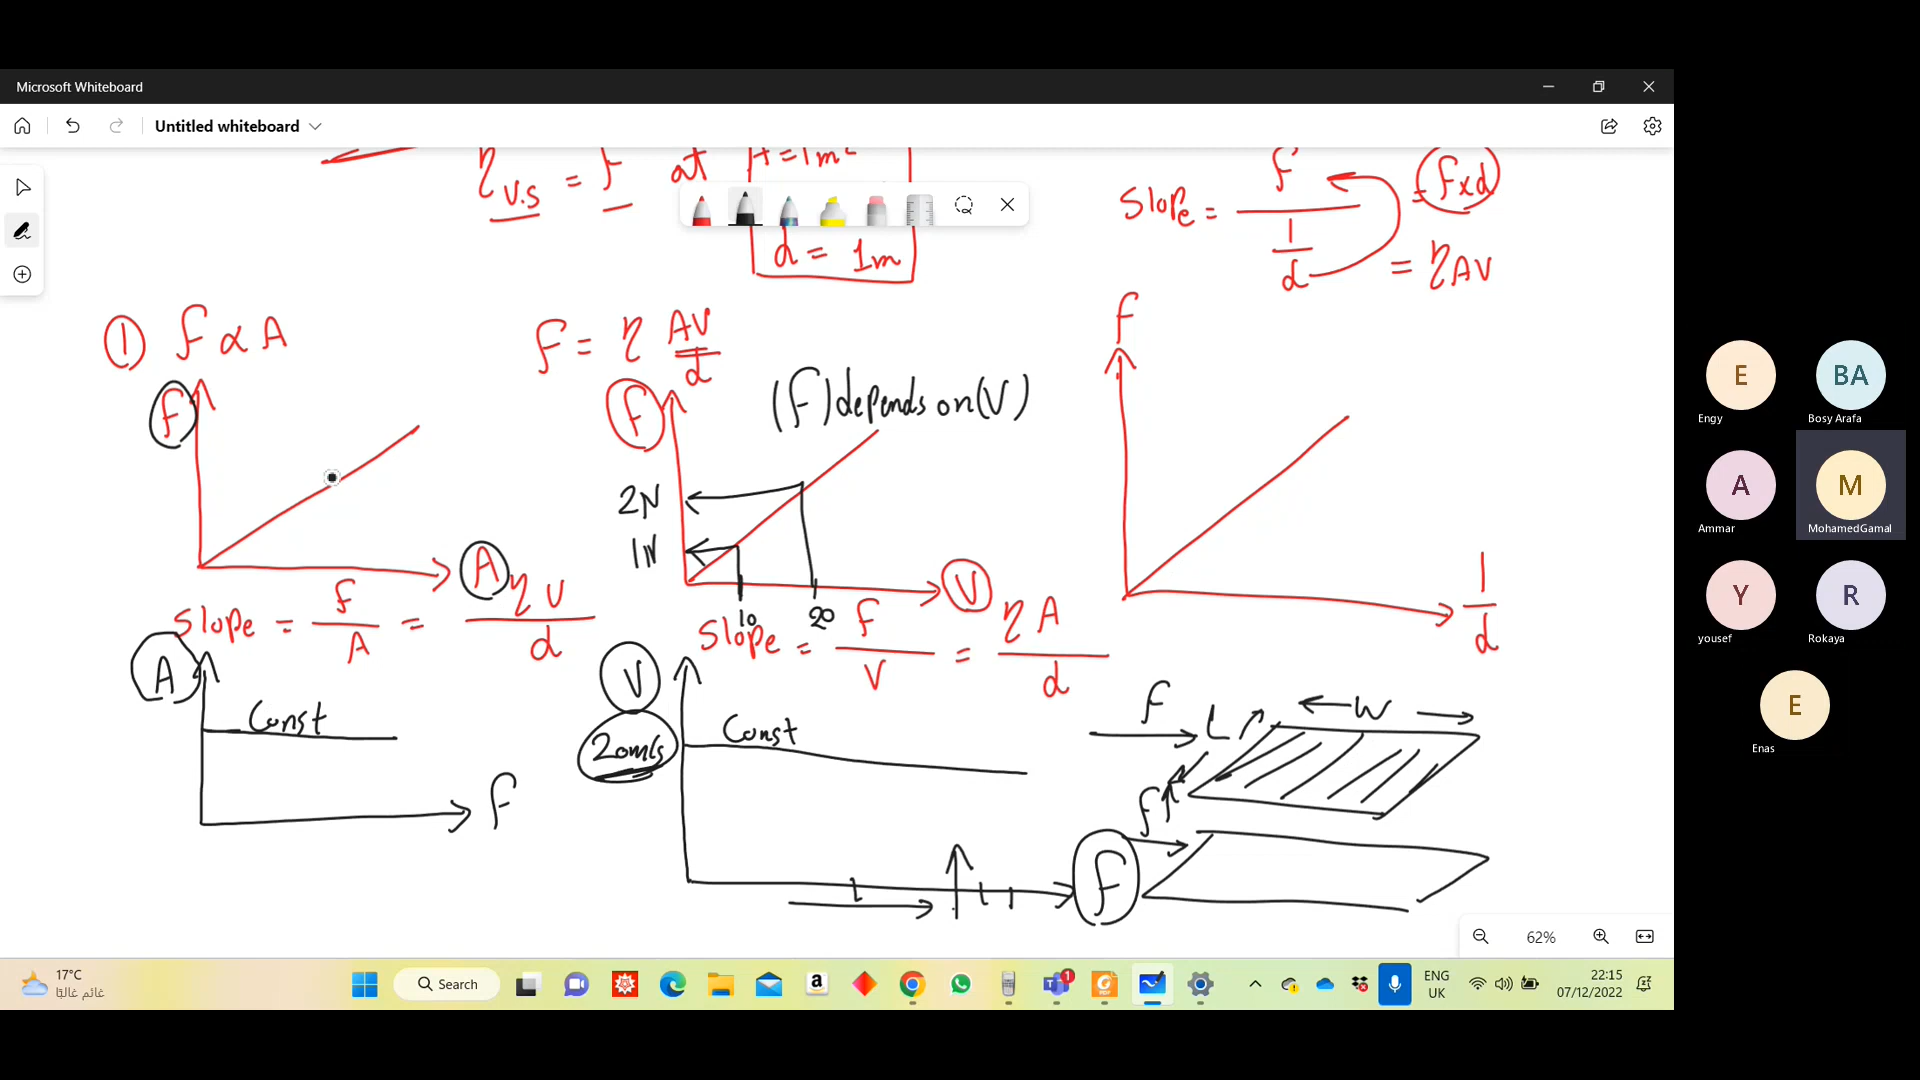 Microsoft Whiteboard
Untitled whiteboard
η v.s = F at A = 1m²
d = 1m
Slope = F / (1/d) = F×d
= ηAV
① F ∝ A
F = η AV/d
F
A
Slope = F/A = ηV/d
F
(F) depends on (V)
2N
1N
10
20
V
Slope = F/V = ηA/d
F
1/d
A
Const
F
V
20m/s
Const
F
F
L
W
F
E
Engy
BA
Bosy Arafa
A
Ammar
M
MohamedGamal
Y
yousef
R
Rokaya
E
Enas
62%
17°C
غائم غالبًا
Search
1
ENG
UK
22:15
07/12/2022